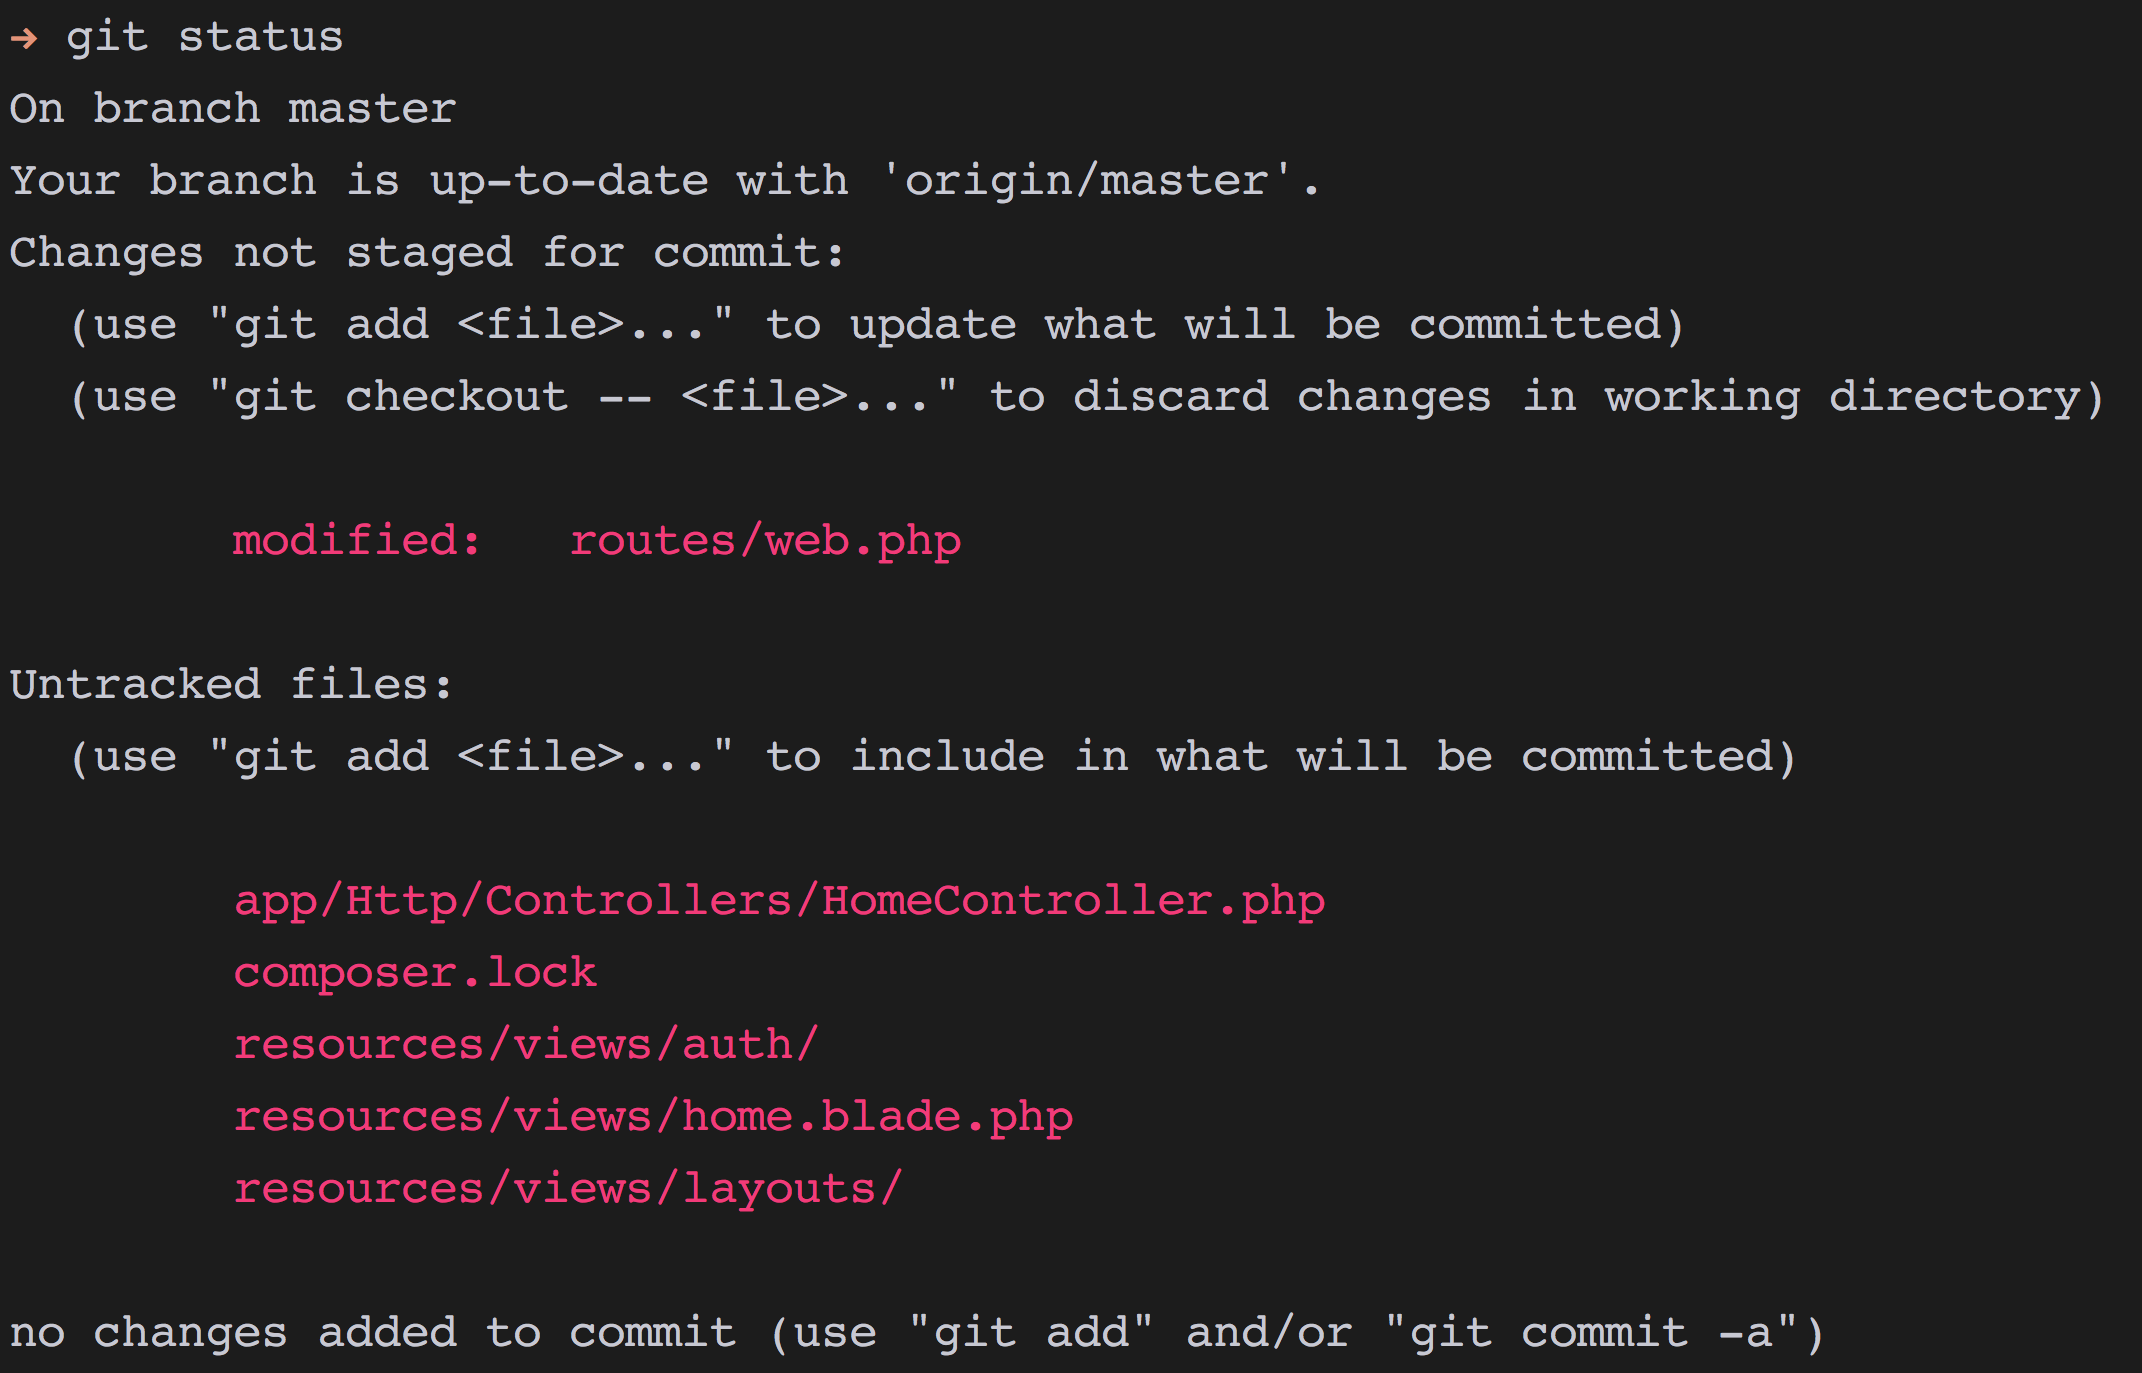 → git status
On branch master
Your branch is up-to-date with 'origin/master'.
Changes not staged for commit:
  (use "git add <file>..." to update what will be committed)
  (use "git checkout -- <file>..." to discard changes in working directory)

        modified:   routes/web.php

Untracked files:
  (use "git add <file>..." to include in what will be committed)

        app/Http/Controllers/HomeController.php
        composer.lock
        resources/views/auth/
        resources/views/home.blade.php
        resources/views/layouts/

no changes added to commit (use "git add" and/or "git commit -a")